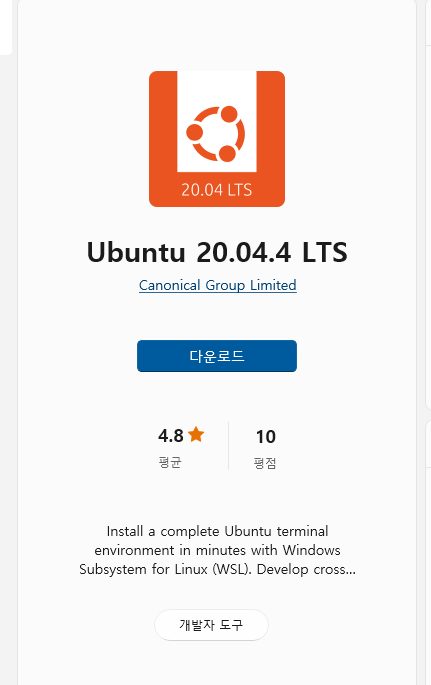 20.04 LTS
Ubuntu 20.04.4 LTS
Canonical Group Limited
다운로드
4.8 10
평균 평점
Install a complete Ubuntu terminal
environment in minutes with Windows
Subsystem for Linux (WSL). Develop cross...
개발자 도구